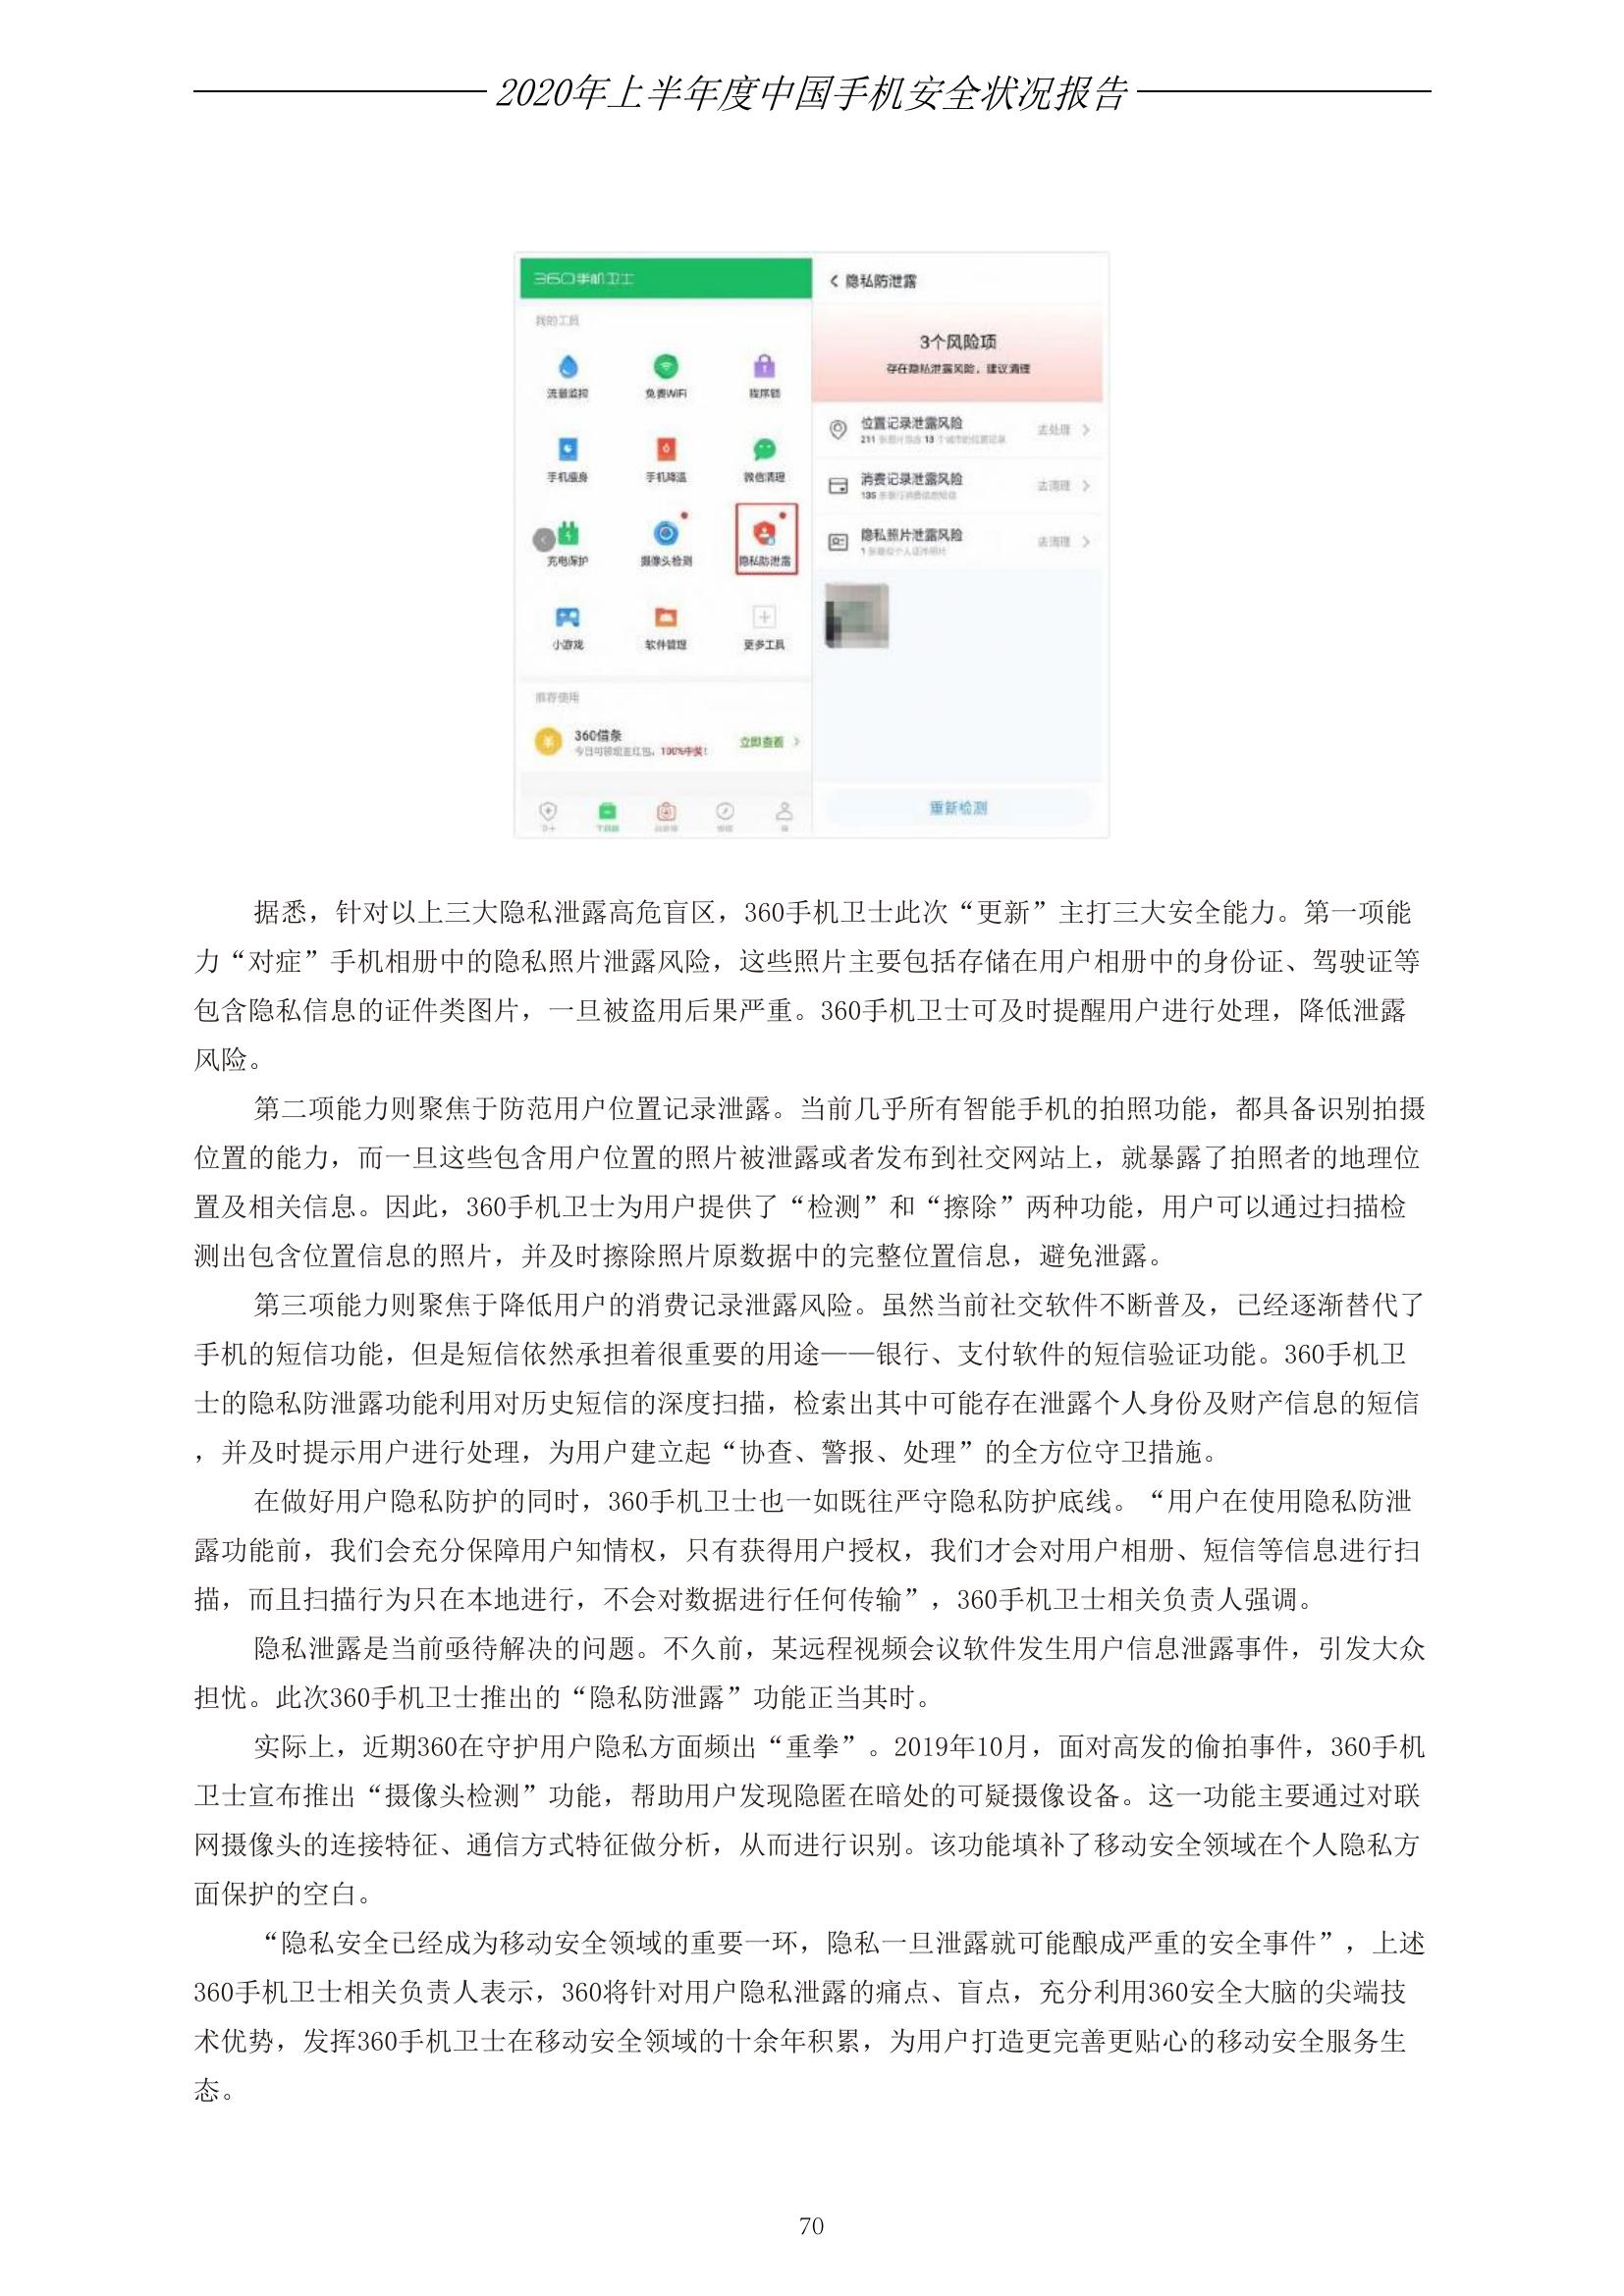 2020年上半年度中国手机安全状况报告
360手机卫士
我的工具
流量监控 免费WiFi 程序锁
手机瘦身 手机降温 微信清理
充电保护 摄像头检测 隐私防泄露
小游戏 软件管理 更多工具
推荐使用
360借条
今日可领现金红包，100%中奖！
立即查看
隐私防泄露
3个风险项
存在隐私泄露风险，建议清理
位置记录泄露风险
去处理
消费记录泄露风险
去清理
隐私照片泄露风险
去清理
重新检测
据悉，针对以上三大隐私泄露高危盲区，360手机卫士此次“更新”主打三大安全能力。第一项能
力“对症”手机相册中的隐私照片泄露风险，这些照片主要包括存储在用户相册中的身份证、驾驶证等
包含隐私信息的证件类图片，一旦被盗用后果严重。360手机卫士可及时提醒用户进行处理，降低泄露
风险。
第二项能力则聚焦于防范用户位置记录泄露。当前几乎所有智能手机的拍照功能，都具备识别拍摄
位置的能力，而一旦这些包含用户位置的照片被泄露或者发布到社交网站上，就暴露了拍照者的地理位
置及相关信息。因此，360手机卫士为用户提供了“检测”和“擦除”两种功能，用户可以通过扫描检
测出包含位置信息的照片，并及时擦除照片原数据中的完整位置信息，避免泄露。
第三项能力则聚焦于降低用户的消费记录泄露风险。虽然当前社交软件不断普及，已经逐渐替代了
手机的短信功能，但是短信依然承担着很重要的用途——银行、支付软件的短信验证功能。360手机卫
士的隐私防泄露功能利用对历史短信的深度扫描，检索出其中可能存在泄露个人身份及财产信息的短信
，并及时提示用户进行处理，为用户建立起“协查、警报、处理”的全方位守卫措施。
在做好用户隐私防护的同时，360手机卫士也一如既往严守隐私防护底线。“用户在使用隐私防泄
露功能前，我们会充分保障用户知情权，只有获得用户授权，我们才会对用户相册、短信等信息进行扫
描，而且扫描行为只在本地进行，不会对数据进行任何传输”，360手机卫士相关负责人强调。
隐私泄露是当前亟待解决的问题。不久前，某远程视频会议软件发生用户信息泄露事件，引发大众
担忧。此次360手机卫士推出的“隐私防泄露”功能正当其时。
实际上，近期360在守护用户隐私方面频出“重拳”。2019年10月，面对高发的偷拍事件，360手机
卫士宣布推出“摄像头检测”功能，帮助用户发现隐匿在暗处的可疑摄像设备。这一功能主要通过对联
网摄像头的连接特征、通信方式特征做分析，从而进行识别。该功能填补了移动安全领域在个人隐私方
面保护的空白。
“隐私安全已经成为移动安全领域的重要一环，隐私一旦泄露就可能酿成严重的安全事件”，上述
360手机卫士相关负责人表示，360将针对用户隐私泄露的痛点、盲点，充分利用360安全大脑的尖端技
术优势，发挥360手机卫士在移动安全领域的十余年积累，为用户打造更完善更贴心的移动安全服务生
态。
70